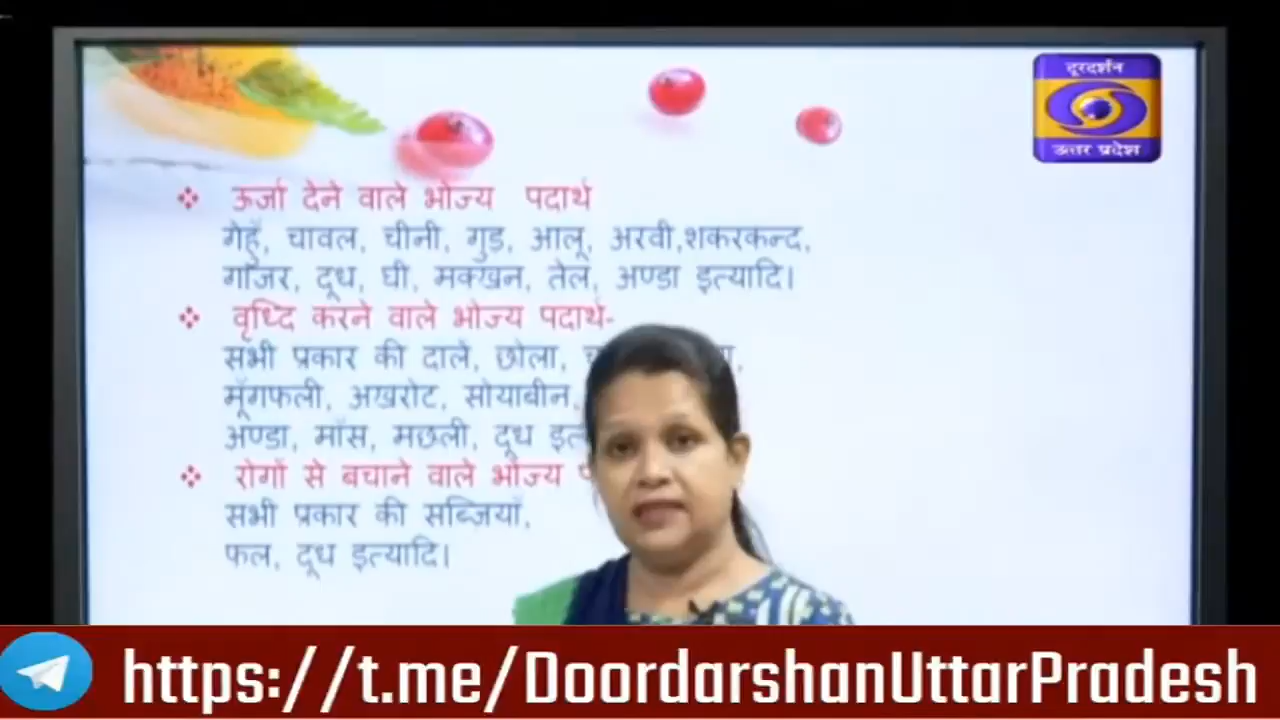 दूरदर्शन
उत्तर प्रदेश
ऊर्जा देने वाले भोज्य पदार्थ
गेहूँ, चावल, चीनी, गुड़, आलू, अरवी,शकरकन्द,
गाजर, दूध, घी, मक्खन, तेल, अण्डा इत्यादि।
वृध्दि करने वाले भोज्य पदार्थ-
सभी प्रकार की दाले, छोला,
मूँगफली, अखरोट, सोयाबीन,
अण्डा, माँस, मछली, दूध
रोगों से बचाने वाले भोज्य
सभी प्रकार की सब्जियाँ,
फल, दूध इत्यादि।
https://t.me/DoordarshanUttarPradesh